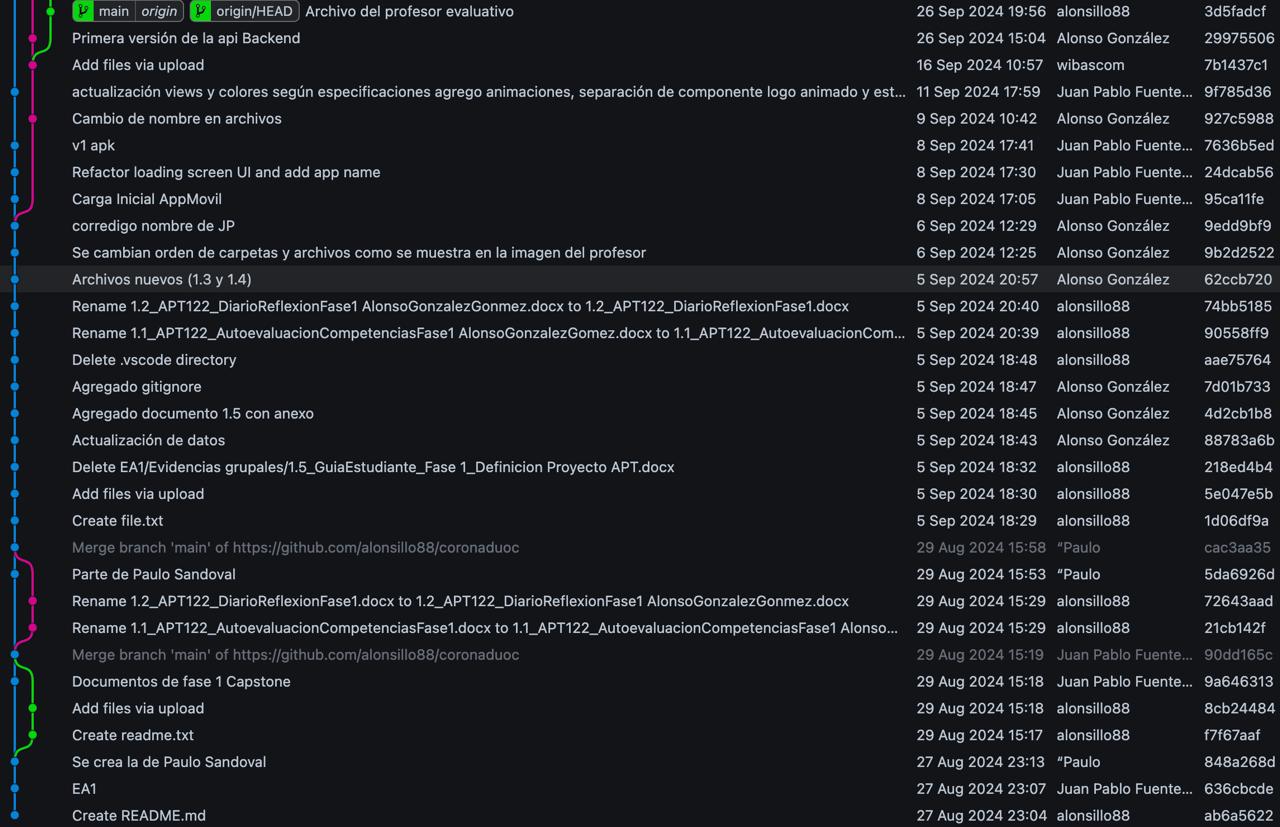 main origin origin/HEAD Archivo del profesor evaluativo 26 Sep 2024 19:56 alonsillo88 3d5fadcf
Primera versión de la api Backend 26 Sep 2024 15:04 Alonso González 29975506
Add files via upload 16 Sep 2024 10:57 wibascom 7b1437c1
actualización views y colores según especificaciones agrego animaciones, separación de componente logo animado y est... 11 Sep 2024 17:59 Juan Pablo Fuente... 9f785d36
Cambio de nombre en archivos 9 Sep 2024 10:42 Alonso González 927c5988
v1 apk 8 Sep 2024 17:41 Juan Pablo Fuente... 7636b5ed
Refactor loading screen UI and add app name 8 Sep 2024 17:30 Juan Pablo Fuente... 24dcab56
Carga Inicial AppMovil 8 Sep 2024 17:05 Juan Pablo Fuente... 95ca11fe
corredigo nombre de JP 6 Sep 2024 12:29 Alonso González 9edd9bf9
Se cambian orden de carpetas y archivos como se muestra en la imagen del profesor 6 Sep 2024 12:25 Alonso González 9b2d2522
Archivos nuevos (1.3 y 1.4) 5 Sep 2024 20:57 Alonso González 62ccb720
Rename 1.2_APT122_DiarioReflexionFase1 AlonsoGonzalezGonmez.docx to 1.2_APT122_DiarioReflexionFase1.docx 5 Sep 2024 20:40 alonsillo88 74bb5185
Rename 1.1_APT122_AutoevaluacionCompetenciasFase1 AlonsoGonzalezGomez.docx to 1.1_APT122_AutoevaluacionCom... 5 Sep 2024 20:39 alonsillo88 90558ff9
Delete .vscode directory 5 Sep 2024 18:48 alonsillo88 aae75764
Agregado gitignore 5 Sep 2024 18:47 Alonso González 7d01b733
Agregado documento 1.5 con anexo 5 Sep 2024 18:45 Alonso González 4d2cb1b8
Actualización de datos 5 Sep 2024 18:43 Alonso González 88783a6b
Delete EA1/Evidencias grupales/1.5_GuiaEstudiante_Fase 1_Definicion Proyecto APT.docx 5 Sep 2024 18:32 alonsillo88 218ed4b4
Add files via upload 5 Sep 2024 18:30 alonsillo88 5e047e5b
Create file.txt 5 Sep 2024 18:29 alonsillo88 1d06df9a
Merge branch 'main' of https://github.com/alonsillo88/coronaduoc 29 Aug 2024 15:58 “Paulo cac3aa35
Parte de Paulo Sandoval 29 Aug 2024 15:53 “Paulo 5da6926d
Rename 1.2_APT122_DiarioReflexionFase1.docx to 1.2_APT122_DiarioReflexionFase1 AlonsoGonzalezGonmez.docx 29 Aug 2024 15:29 alonsillo88 72643aad
Rename 1.1_APT122_AutoevaluacionCompetenciasFase1.docx to 1.1_APT122_AutoevaluacionCompetenciasFase1 Alonso... 29 Aug 2024 15:29 alonsillo88 21cb142f
Merge branch 'main' of https://github.com/alonsillo88/coronaduoc 29 Aug 2024 15:19 Juan Pablo Fuente... 90dd165c
Documentos de fase 1 Capstone 29 Aug 2024 15:18 Juan Pablo Fuente... 9a646313
Add files via upload 29 Aug 2024 15:18 alonsillo88 8cb24484
Create readme.txt 29 Aug 2024 15:17 alonsillo88 f7f67aaf
Se crea la de Paulo Sandoval 27 Aug 2024 23:13 “Paulo 848a268d
EA1 27 Aug 2024 23:07 Juan Pablo Fuente... 636cbcde
Create README.md 27 Aug 2024 23:04 alonsillo88 ab6a5622